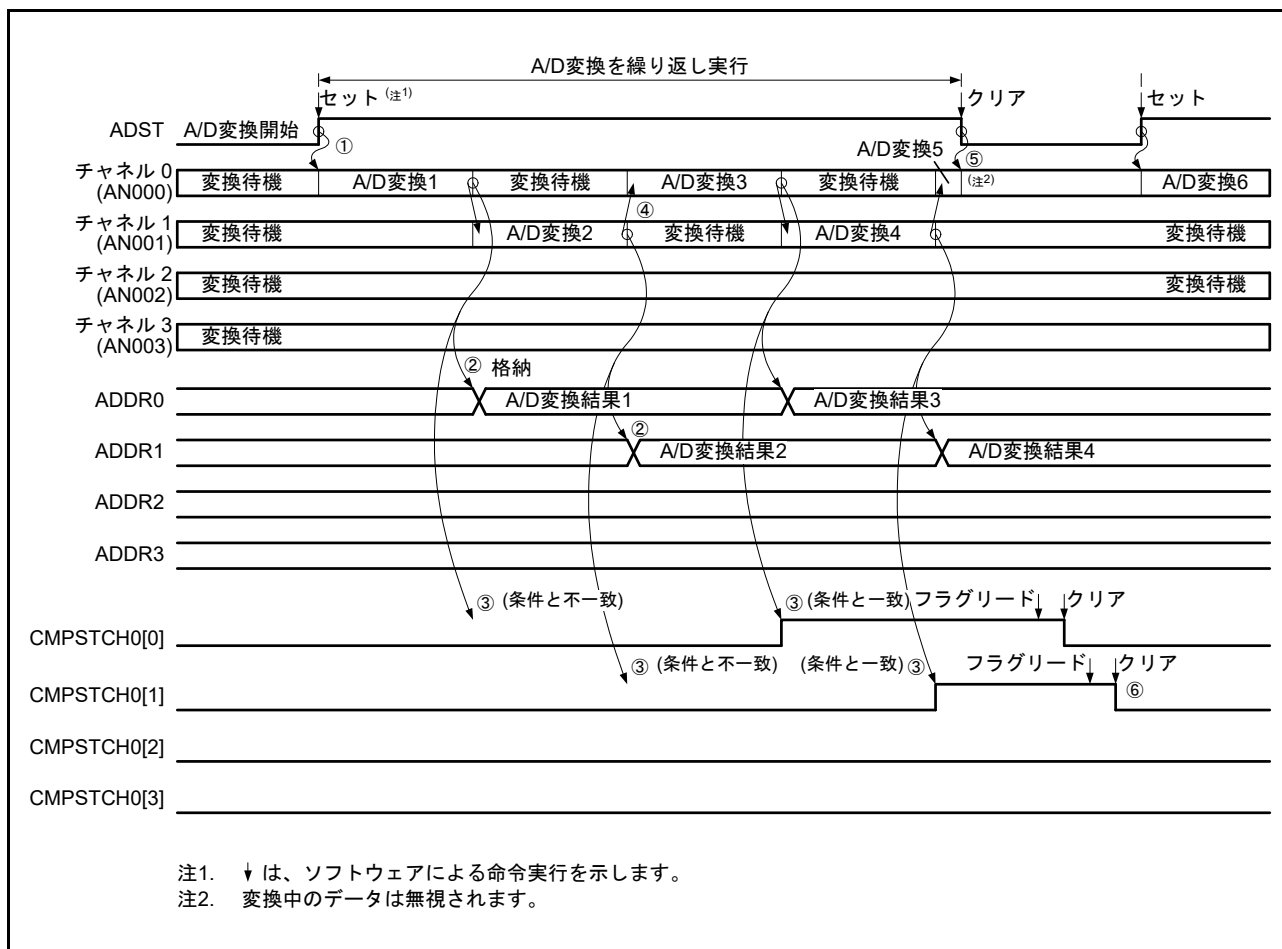 A/D変換を繰り返し実行
セット (注1)
クリア
セット
ADST A/D変換開始
①
A/D変換5
⑤
チャネル 0
(AN000)
変換待機 A/D変換1 変換待機 A/D変換3 変換待機 (注2) A/D変換6
④
チャネル 1
(AN001)
変換待機 A/D変換2 変換待機 A/D変換4 変換待機
チャネル 2
(AN002)
変換待機 変換待機
チャネル 3
(AN003)
変換待機
② 格納
ADDR0 A/D変換結果1 A/D変換結果3
②
ADDR1 A/D変換結果2 A/D変換結果4
ADDR2
ADDR3
③ (条件と不一致) ③ (条件と一致) フラグリード クリア
CMPSTCH0[0]
③ (条件と不一致) (条件と一致) ③ フラグリード クリア
CMPSTCH0[1] ⑥
CMPSTCH0[2]
CMPSTCH0[3]
注1. ↓ は、ソフトウェアによる命令実行を示します。
注2. 変換中のデータは無視されます。